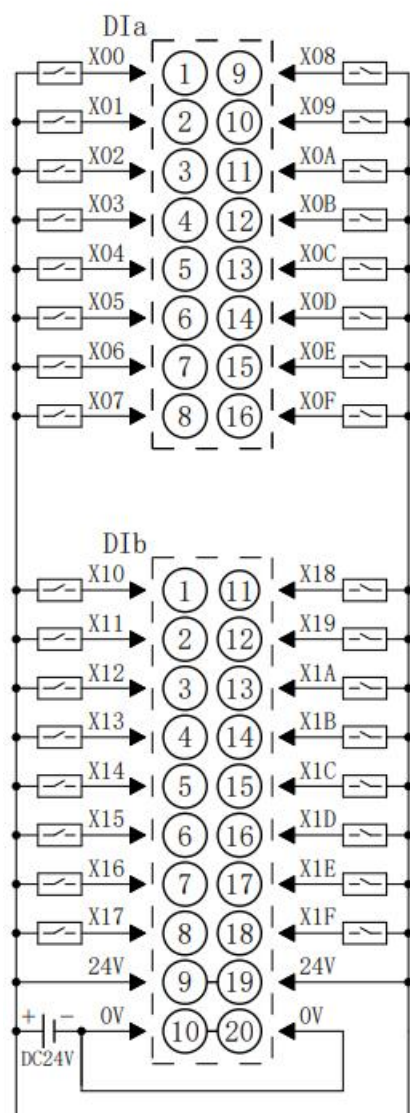 DIa
X00 1 9 X08
X01 2 10 X09
X02 3 11 X0A
X03 4 12 X0B
X04 5 13 X0C
X05 6 14 X0D
X06 7 15 X0E
X07 8 16 X0F
DIb
X10 1 11 X18
X11 2 12 X19
X12 3 13 X1A
X13 4 14 X1B
X14 5 15 X1C
X15 6 16 X1D
X16 7 17 X1E
X17 8 18 X1F
24V 9 19 24V
+ − 0V 10 20 0V
DC24V